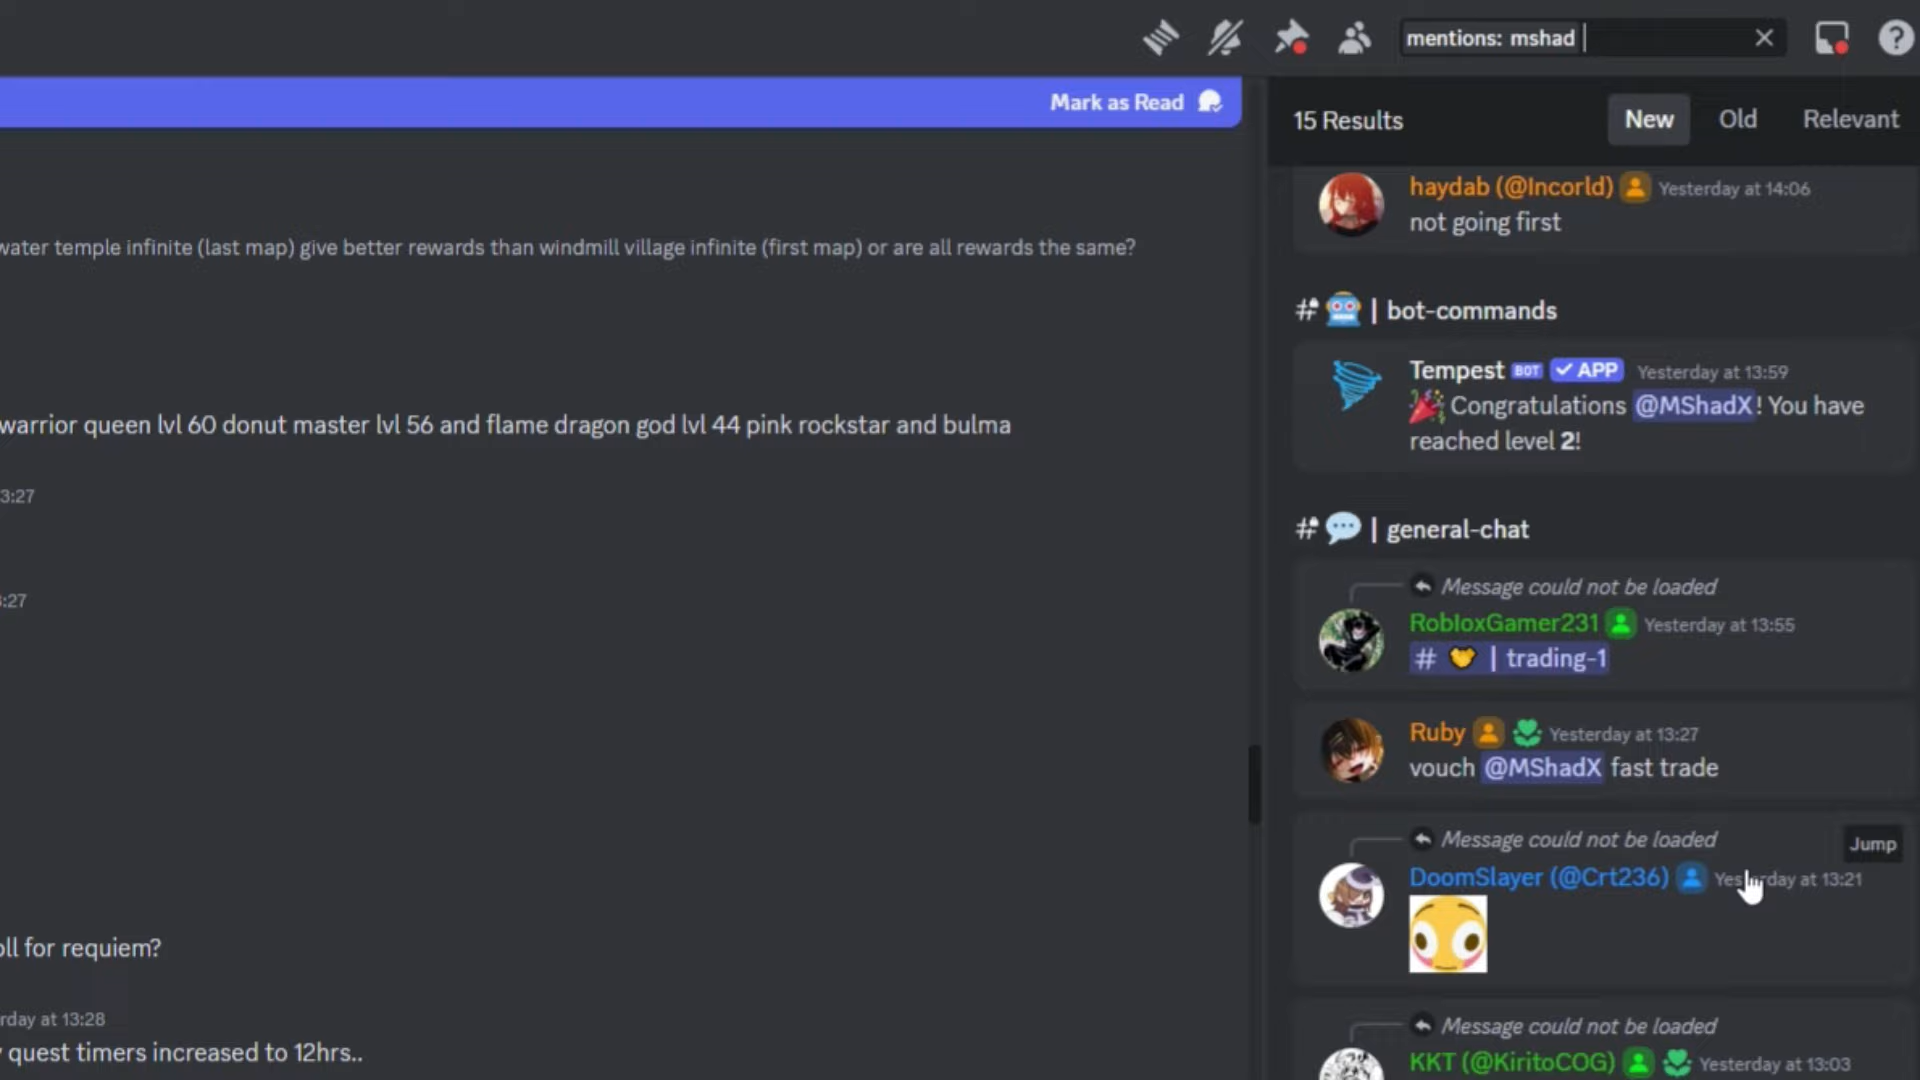 mentions: mshad
Mark as Read
15 Results
New
Old
Relevant
haydab (@Incorld) Yesterday at 14:06
not going first
water temple infinite (last map) give better rewards than windmill village infinite (first map) or are all rewards the same?
# | bot-commands
Tempest BOT ✓ APP Yesterday at 13:59
Congratulations @MShadX! You have
reached level 2!
warrior queen lvl 60 donut master lvl 56 and flame dragon god lvl 44 pink rockstar and bulma
3:27
# | general-chat
Message could not be loaded
RobloxGamer231 Yesterday at 13:55
# | trading-1
:27
Ruby Yesterday at 13:27
vouch @MShadX fast trade
Message could not be loaded
Jump
DoomSlayer (@Crt236) Yesterday at 13:21
oll for requiem?
rday at 13:28
y quest timers increased to 12hrs..
Message could not be loaded
KKT (@KiritoCOG) Yesterday at 13:03